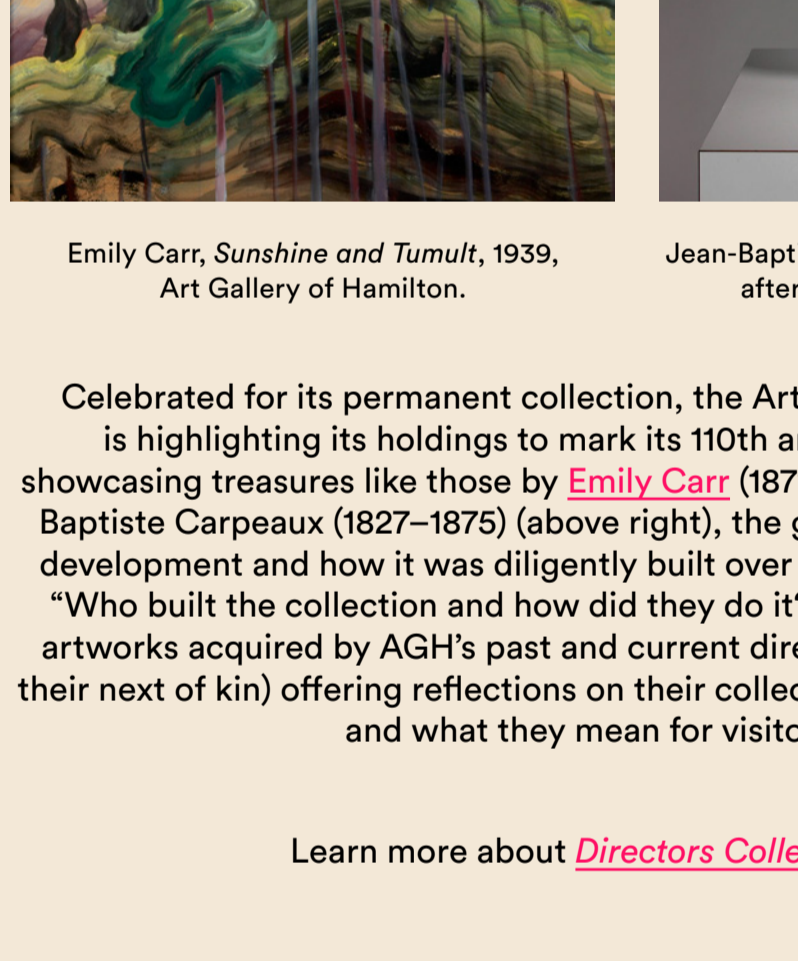 Emily Carr, Sunshine and Tumult, 1939,
Art Gallery of Hamilton.
Jean-Bapt
after
Celebrated for its permanent collection, the Art
is highlighting its holdings to mark its 110th a
showcasing treasures like those by Emily Carr (187
Baptiste Carpeaux (1827–1875) (above right), the g
development and how it was diligently built over
“Who built the collection and how did they do it?
artworks acquired by AGH’s past and current dire
their next of kin) offering reflections on their collec
and what they mean for visito
Learn more about Directors Colle